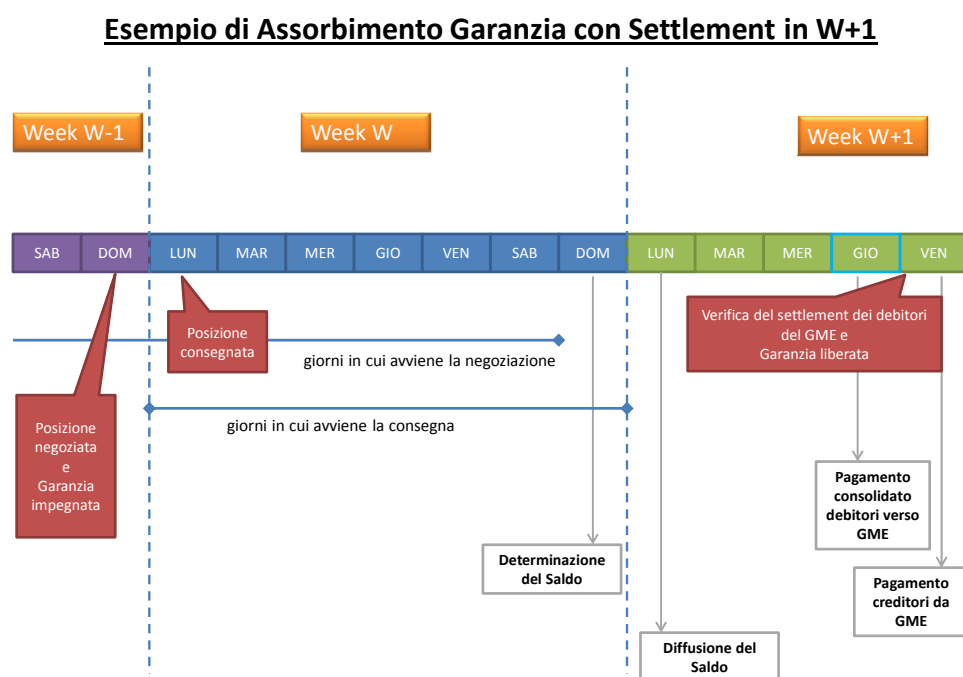 Esempio di Assorbimento Garanzia con Settlement in W+1
Week W-1
Week W
Week W+1
SAB
DOM
LUN
MAR
MER
GIO
VEN
SAB
DOM
LUN
MAR
MER
GIO
VEN
Posizione
consegnata
Verifica del settlement dei debitori
del GME e
Garanzia liberata
giorni in cui avviene la negoziazione
giorni in cui avviene la consegna
Posizione
negoziata
e
Garanzia
impegnata
Pagamento
consolidato
debitori verso
GME
Determinazione
del Saldo
Pagamento
creditori da
GME
Diffusione del
Saldo